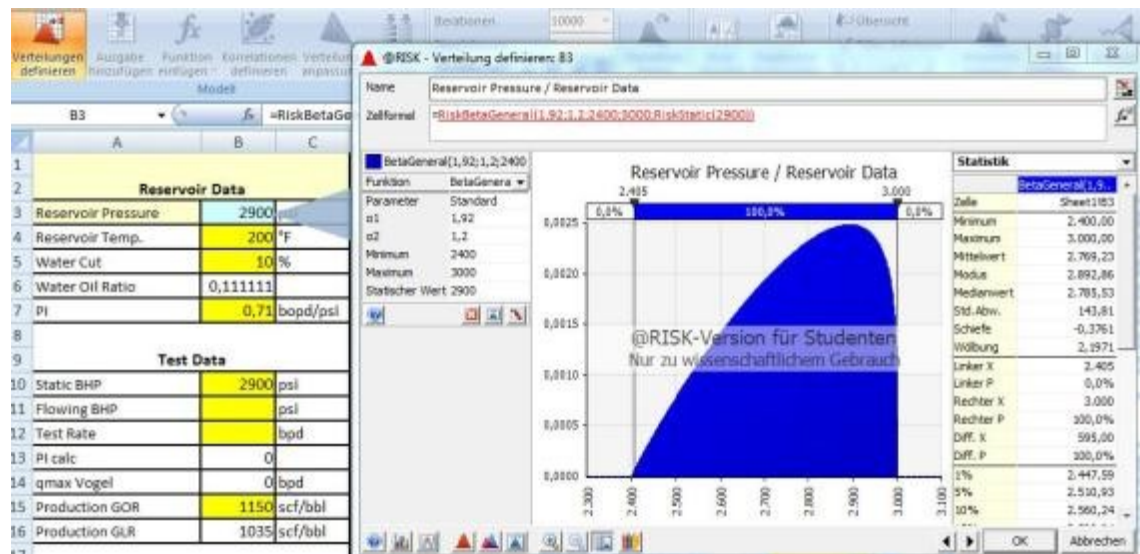 Iterationen 10000 Übersicht
Verteilungen definieren
Ausgabe hinzufügen
Funktion einfügen
Korrelationen definieren
Modell
B3 =RiskBetaGe
A B C
1
2 Reservoir Data
3 Reservoir Pressure 2900
4 Reservoir Temp. 200 °F
5 Water Cut 10 %
6 Water Oil Ratio 0,111111
7 PI 0,71 bopd/psi
8
9 Test Data
10 Static BHP 2900 psi
11 Flowing BHP psi
12 Test Rate bpd
13 PI calc 0
14 qmax Vogel 0 bpd
15 Production GOR 1150 scf/bbl
16 Production GLR 1035 scf/bbl
@RISK - Verteilung definieren: B3
Name Reservoir Pressure / Reservoir Data
Zellformel =RiskBetaGeneral(1,92;1,2;2400;3000;RiskStatic(2900))
BetaGeneral(1,92;1,2;2400
Funktion BetaGenera
Parameter Standard
α1 1,92
α2 1,2
Minimum 2400
Maximum 3000
Statischer Wert 2900
Reservoir Pressure / Reservoir Data
2.405 3.000
0,0% 100,0% 0,0%
0,0025
0,0020
0,0015
0,0010
0,0005
0,0000
@RISK-Version für Studenten
Nur zu wissenschaftlichem Gebrauch
2.300 2.400 2.500 2.600 2.700 2.800 2.900 3.000 3.100
Statistik
BetaGeneral(1,9..
Zelle Sheet1!B3
Minimum 2.400,00
Maximum 3.000,00
Mittelwert 2.769,23
Modus 2.892,86
Medianwert 2.785,53
Std.Abw. 143,81
Schiefe -0,3761
Wölbung 2,1971
Linker X 2.405
Linker P 0,0%
Rechter X 3.000
Rechter P 100,0%
Diff. X 595,00
Diff. P 100,0%
1% 2.447,59
5% 2.510,93
10% 2.560,24
OK Abbrechen